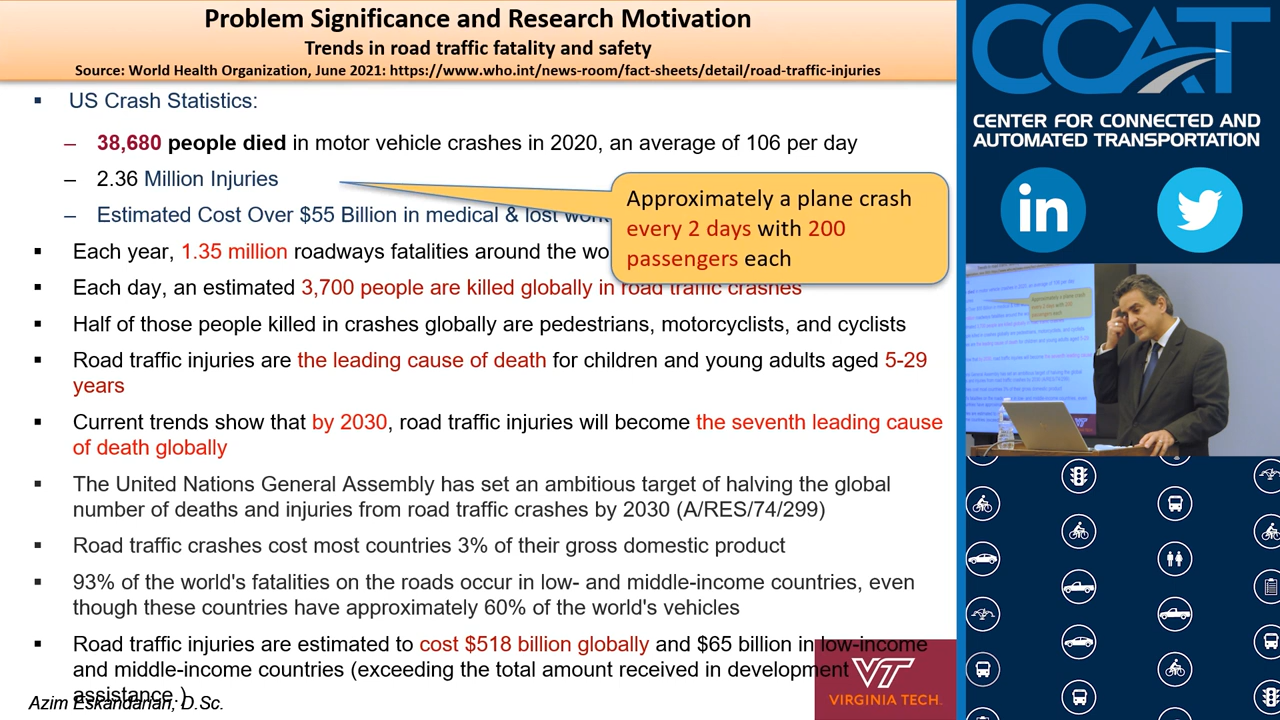 Problem Significance and Research Motivation
Trends in road traffic fatality and safety
Source: World Health Organization, June 2021: https://www.who.int/news-room/fact-sheets/detail/road-traffic-injuries
▪ US Crash Statistics:
– 38,680 people died in motor vehicle crashes in 2020, an average of 106 per day
– 2.36 Million Injuries
– Estimated Cost Over $55 Billion in medical & lost
Approximately a plane crash
every 2 days with 200
passengers each
▪ Each year, 1.35 million roadways fatalities around the
▪ Each day, an estimated 3,700 people are killed globally in road traffic crashes
▪ Half of those people killed in crashes globally are pedestrians, motorcyclists, and cyclists
▪ Road traffic injuries are the leading cause of death for children and young adults aged 5-29
years
▪ Current trends show that by 2030, road traffic injuries will become the seventh leading cause
of death globally
▪ The United Nations General Assembly has set an ambitious target of halving the global
number of deaths and injuries from road traffic crashes by 2030 (A/RES/74/299)
▪ Road traffic crashes cost most countries 3% of their gross domestic product
▪ 93% of the world's fatalities on the roads occur in low- and middle-income countries, even
though these countries have approximately 60% of the world's vehicles
▪ Road traffic injuries are estimated to cost $518 billion globally and $65 billion in low-income
and middle-income countries (exceeding the total amount received in development
assistance.)
Azim Eskandarian, D.Sc.
VT
VIRGINIA TECH.
CCAT
CENTER FOR CONNECTED AND
AUTOMATED TRANSPORTATION
in